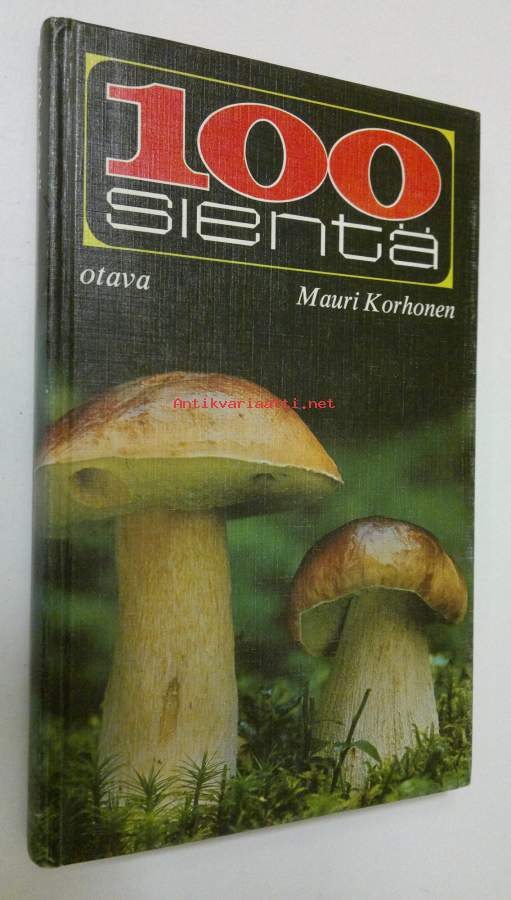 100
sientä
otava
Mauri Korhonen
Antikvariaatti.net